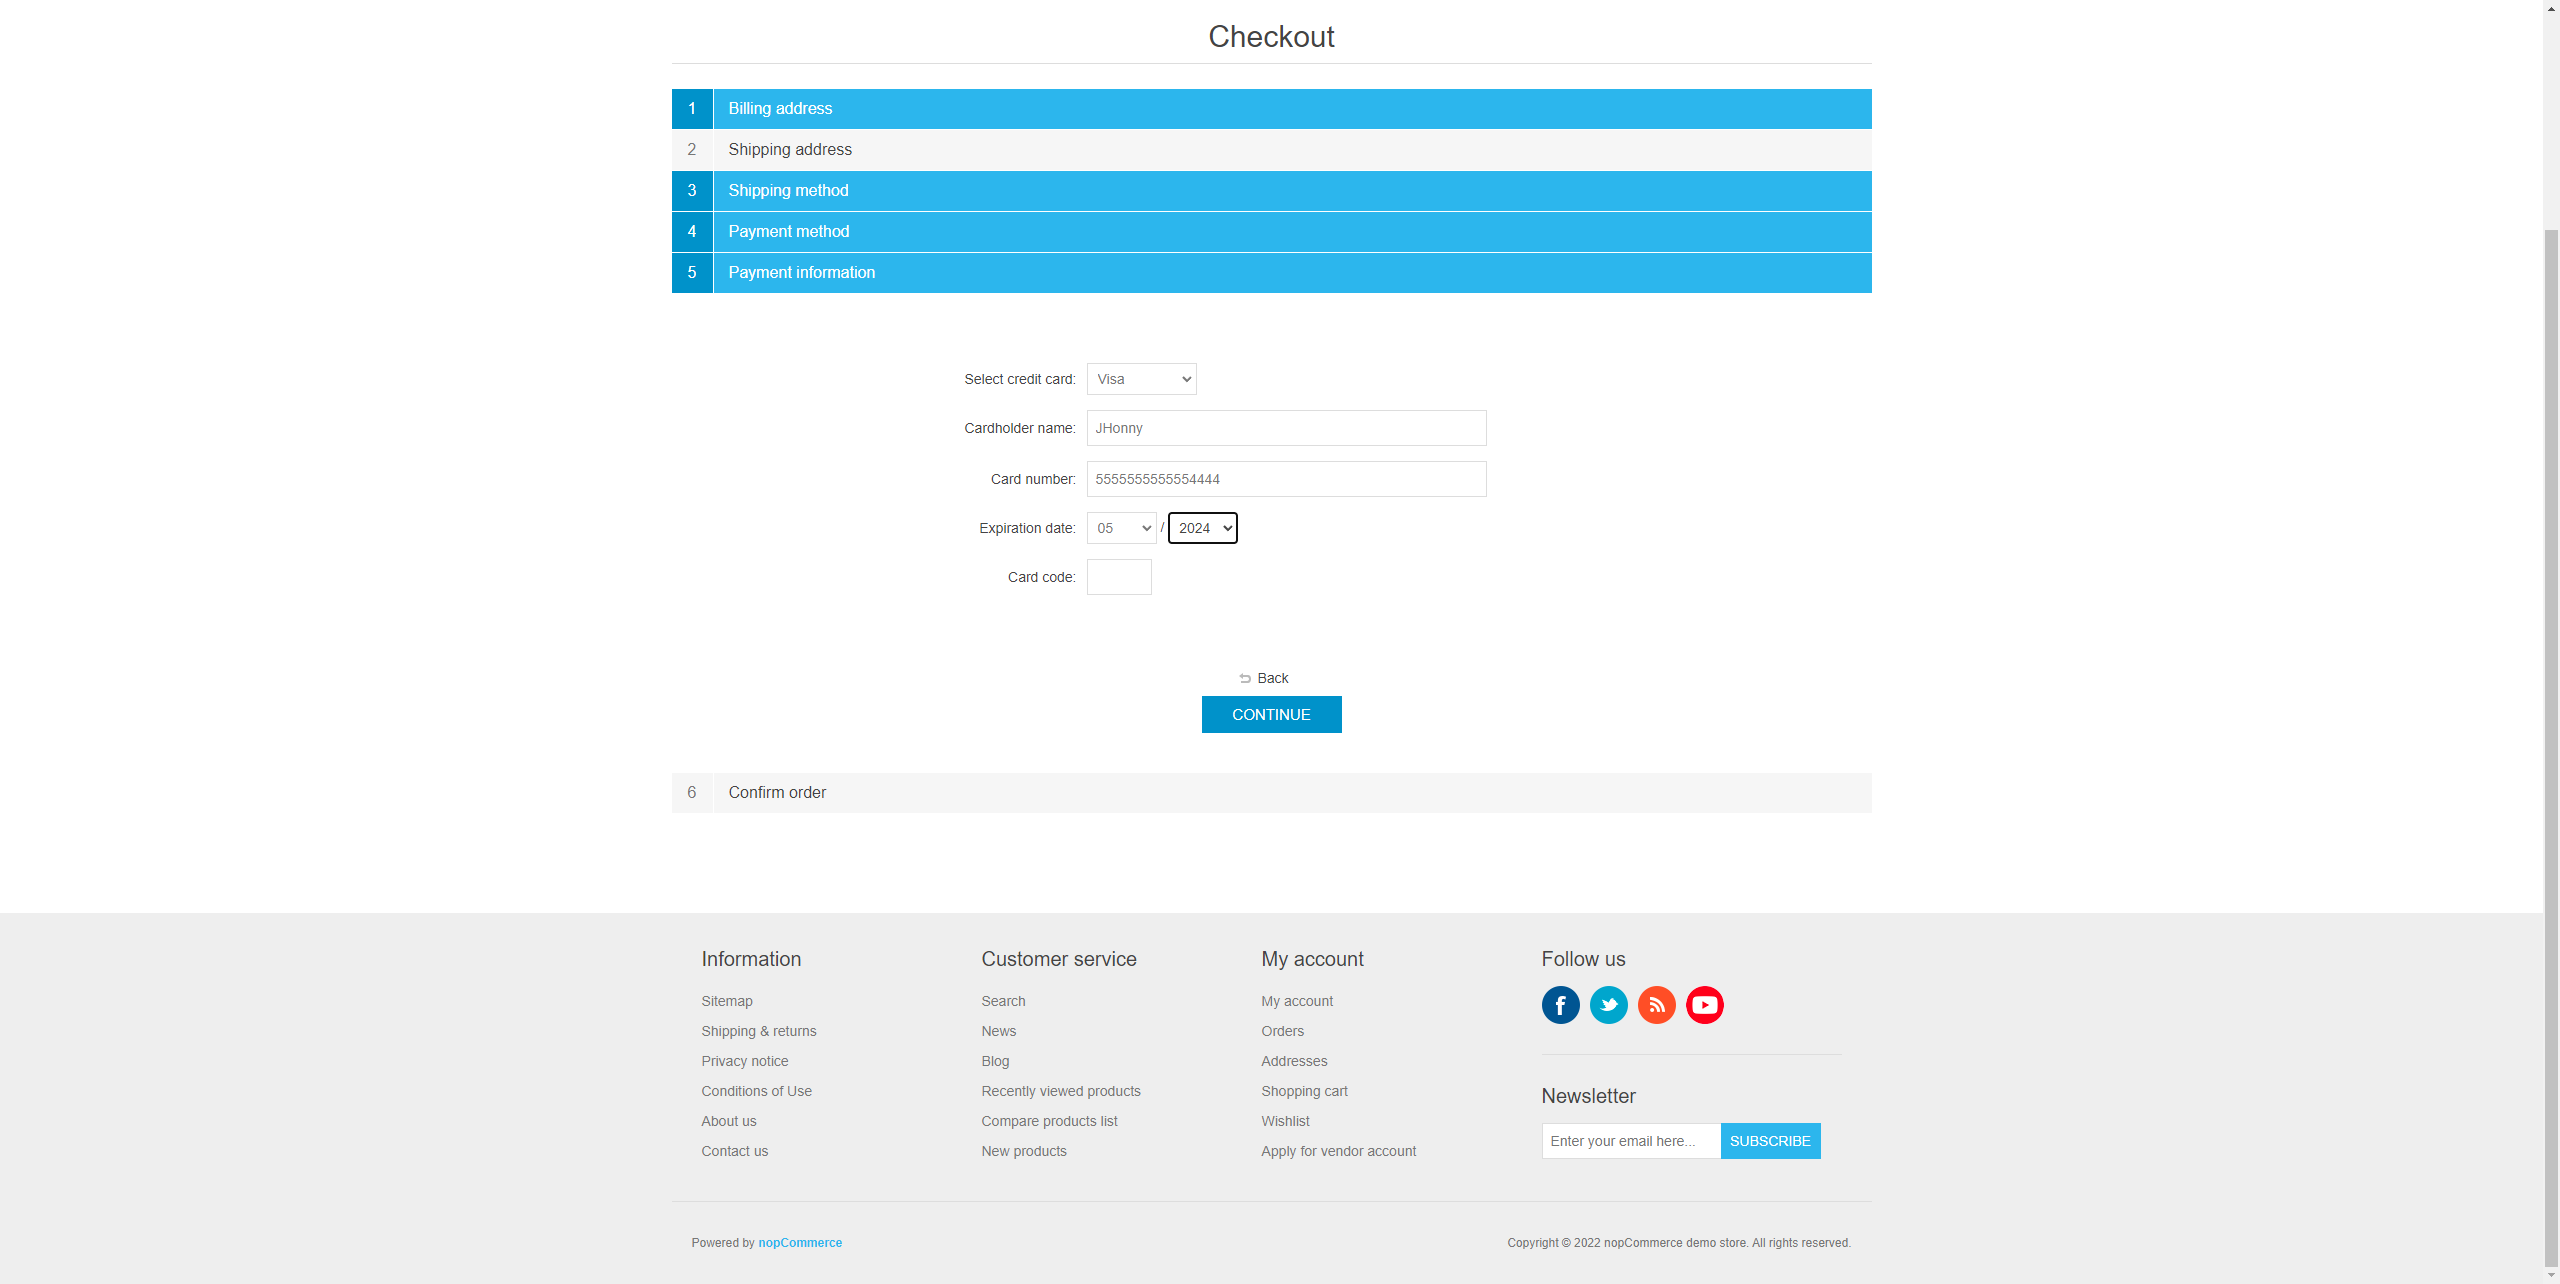 Checkout
1 Billing address
2 Shipping address
3 Shipping method
4 Payment method
5 Payment information
Select credit card: Visa
Cardholder name: JHonny
Card number: 5555555555554444
Expiration date: 05 / 2024
Card code:
Back
CONTINUE
6 Confirm order
Information
Sitemap
Shipping & returns
Privacy notice
Conditions of Use
About us
Contact us
Customer service
Search
News
Blog
Recently viewed products
Compare products list
New products
My account
My account
Orders
Addresses
Shopping cart
Wishlist
Apply for vendor account
Follow us
Newsletter
Enter your email here... SUBSCRIBE
Powered by nopCommerce
Copyright © 2022 nopCommerce demo store. All rights reserved.